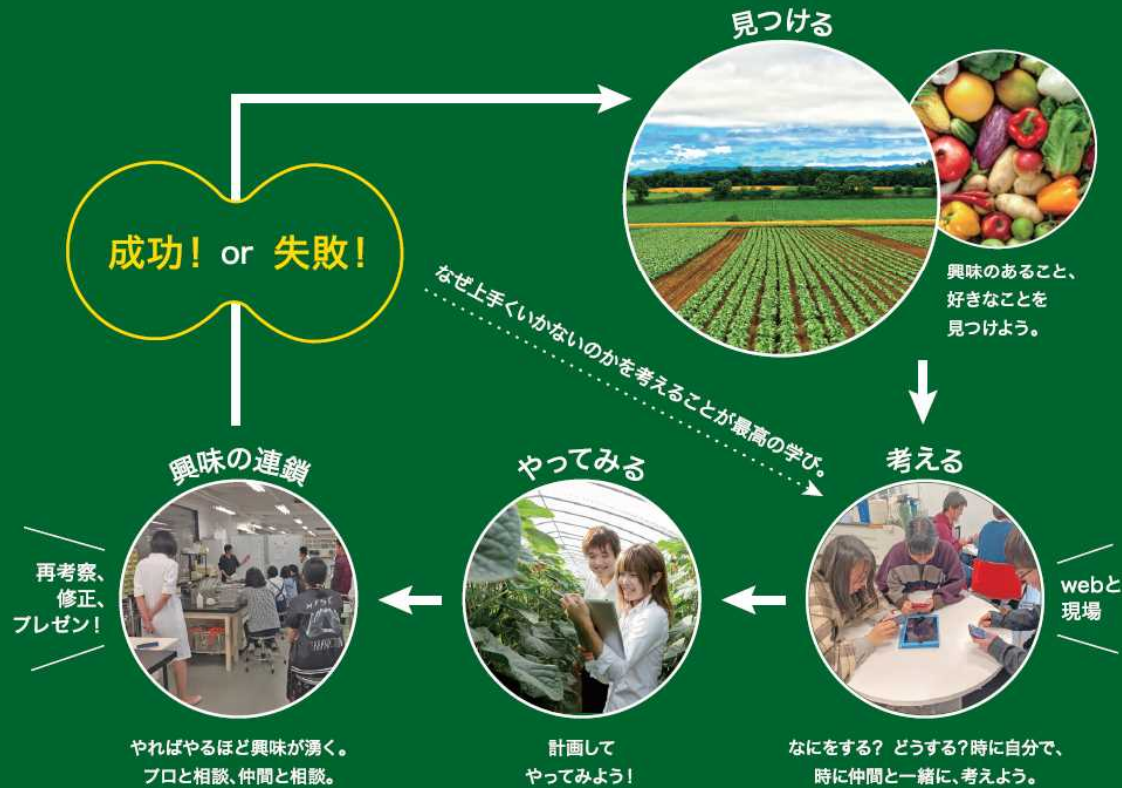 見つける
興味のあること、
好きなことを
見つけよう。
成功! or 失敗!
なぜ上手くいかないのかを考えることが最高の学び。
考える
webと
現場
なにをする? どうする?時に自分で、
時に仲間と一緒に、考えよう。
やってみる
計画して
やってみよう!
興味の連鎖
再考察、
修正、
プレゼン!
やればやるほど興味が湧く。
プロと相談、仲間と相談。